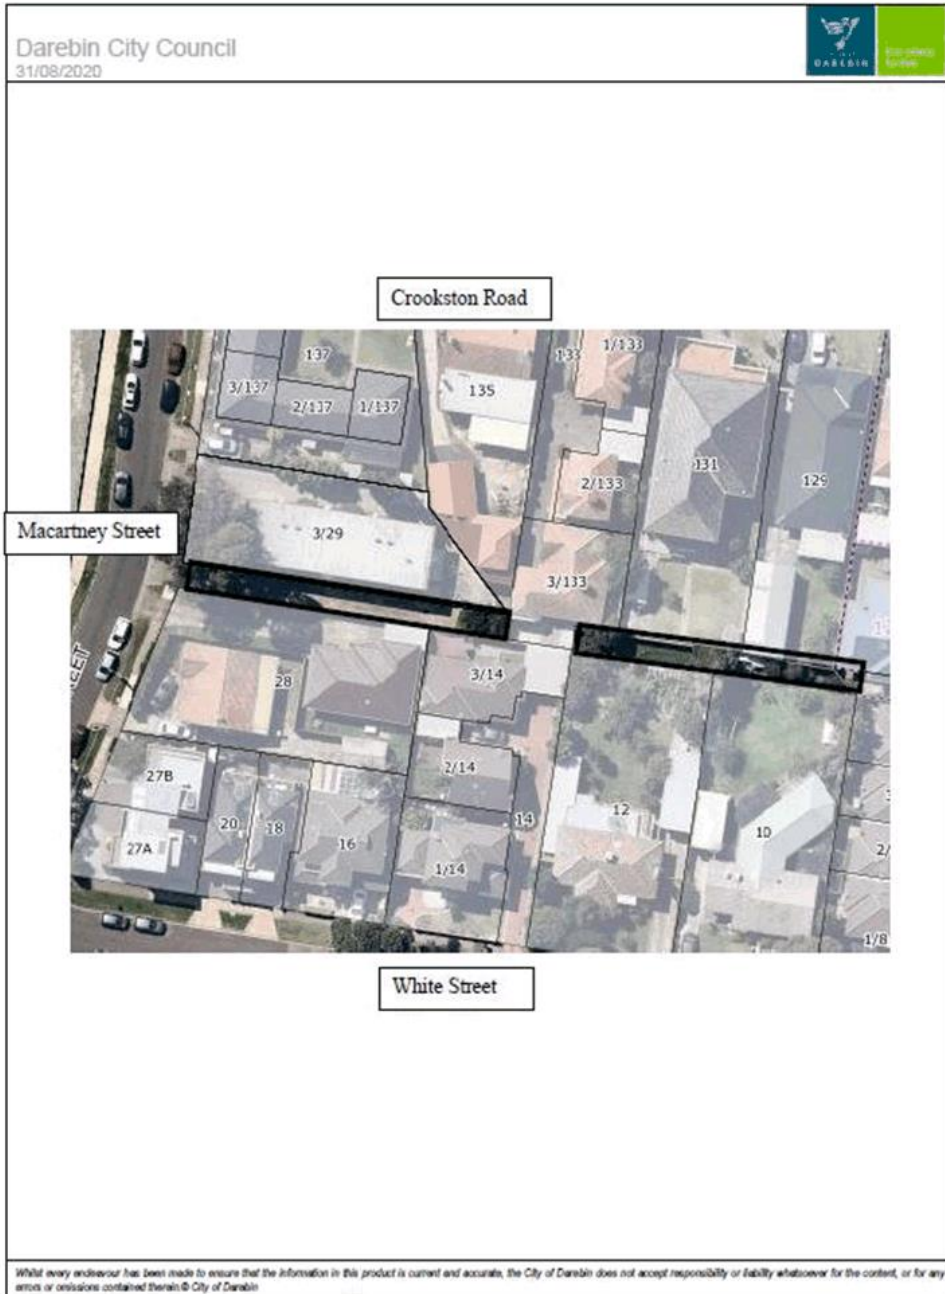 Darebin City Council
31/08/2020
DAREBIN
Crookston Road
137
3/137
2/137
1/137
135
133
1/133
2/133
131
129
Macartney Street
3/29
3/133
28
3/14
2/14
27B
20
18
16
14
12
10
27A
1/14
2/
1/8
White Street
Whilst every endeavour has been made to ensure that the information in this product is current and accurate, the City of Darebin does not accept responsibility or liability whatsoever for the content, or for any
errors or omissions contained therein © City of Darebin